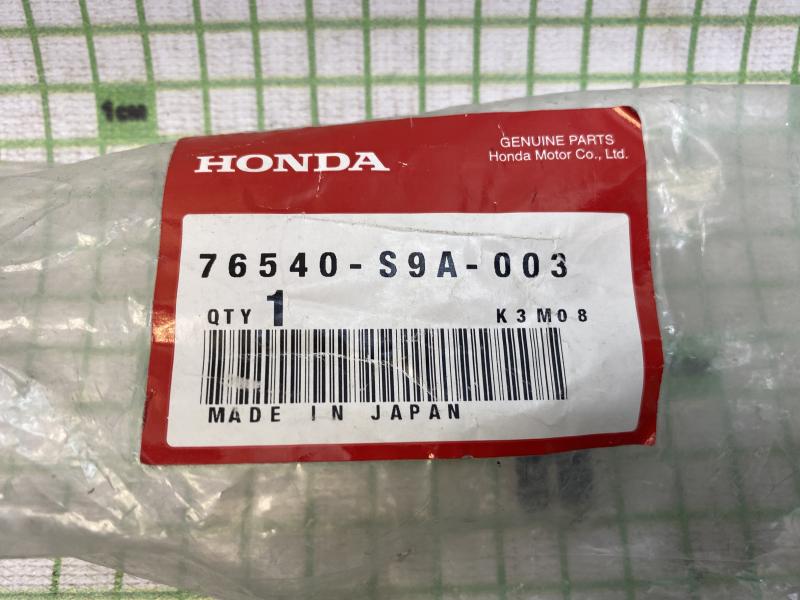 1cm
HONDA
GENUINE PARTS
Honda Motor Co., Ltd.
76540-S9A-003
QTY 1 K3M08
MADE IN JAPAN